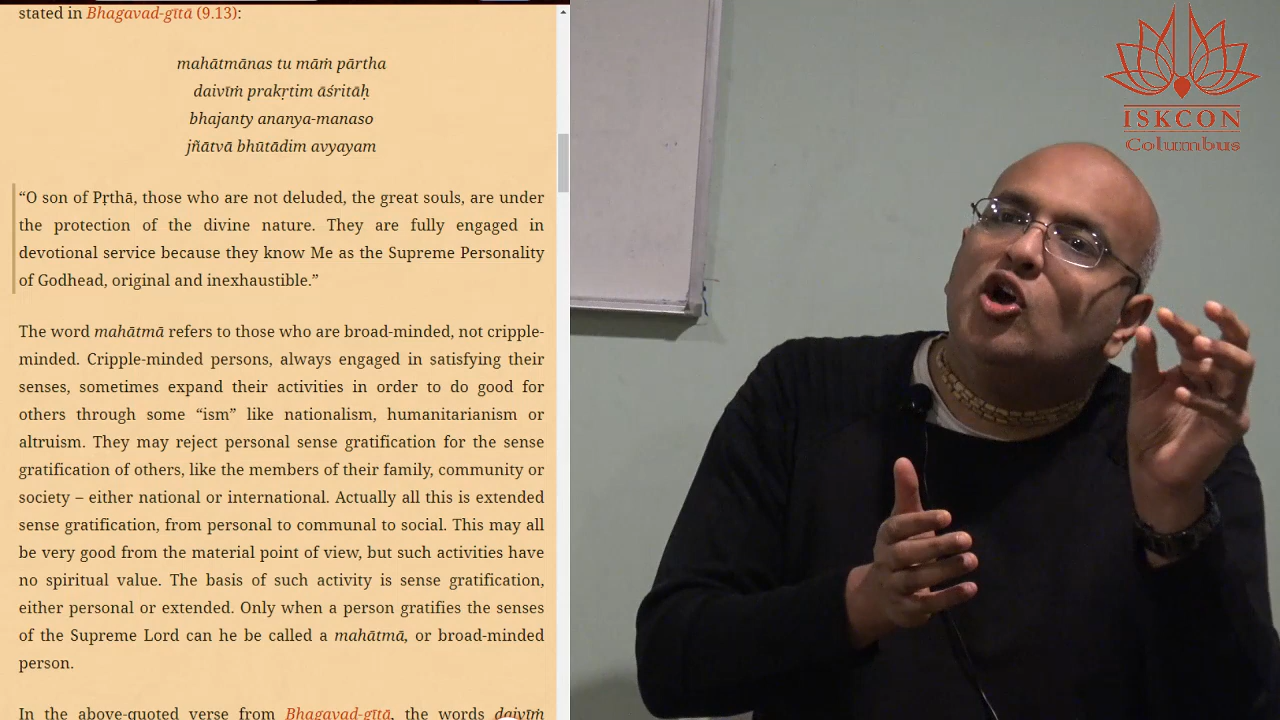 stated in Bhagavad-gītā (9.13):
mahātmānas tu māṁ pārtha
daivīṁ prakṛtim āśritāḥ
bhajanty ananya-manaso
jñātvā bhūtādim avyayam
“O son of Pṛthā, those who are not deluded, the great souls, are under
the protection of the divine nature. They are fully engaged in
devotional service because they know Me as the Supreme Personality
of Godhead, original and inexhaustible.”
The word mahātmā refers to those who are broad-minded, not cripple-
minded. Cripple-minded persons, always engaged in satisfying their
senses, sometimes expand their activities in order to do good for
others through some “ism” like nationalism, humanitarianism or
altruism. They may reject personal sense gratification for the sense
gratification of others, like the members of their family, community or
society – either national or international. Actually all this is extended
sense gratification, from personal to communal to social. This may all
be very good from the material point of view, but such activities have
no spiritual value. The basis of such activity is sense gratification,
either personal or extended. Only when a person gratifies the senses
of the Supreme Lord can he be called a mahātmā, or broad-minded
person.
In the above-quoted verse from Bhagavad-gītā, the words daivīṁ
ISKCON
Columbus